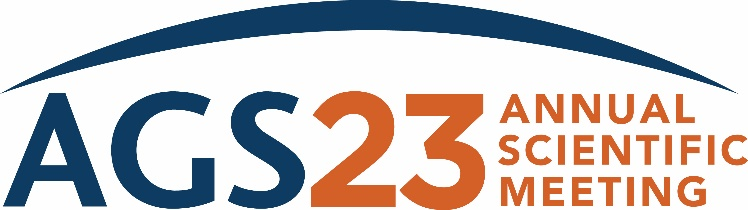 AGS23
ANNUAL
SCIENTIFIC
MEETING